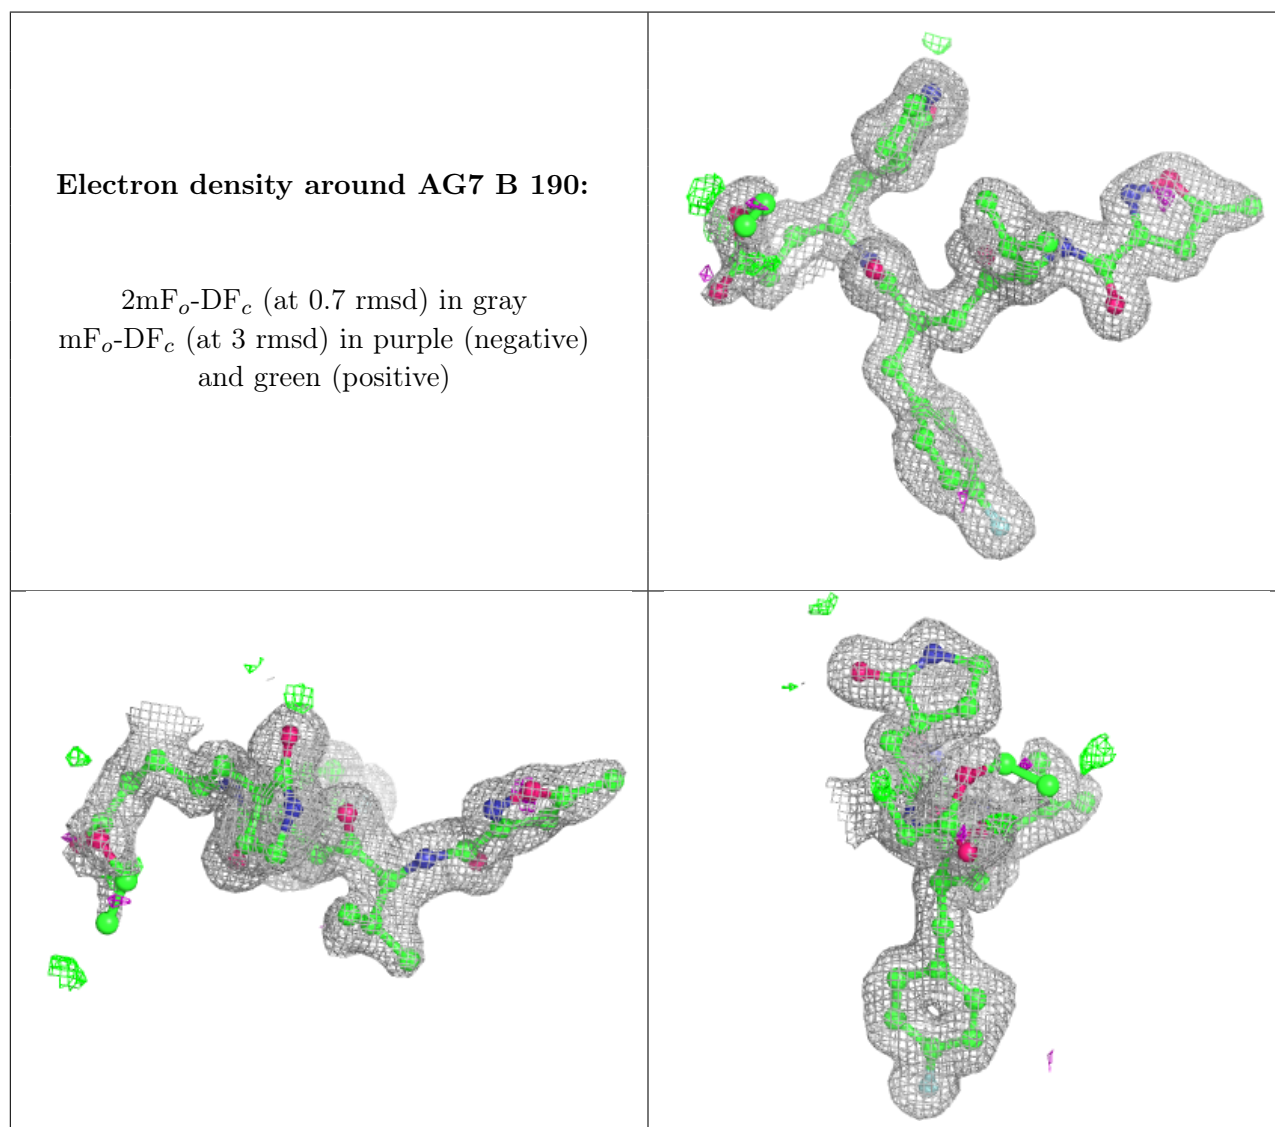 Electron density around AG7 B 190:
2mFo-DFc (at 0.7 rmsd) in gray
mFo-DFc (at 3 rmsd) in purple (negative)
and green (positive)